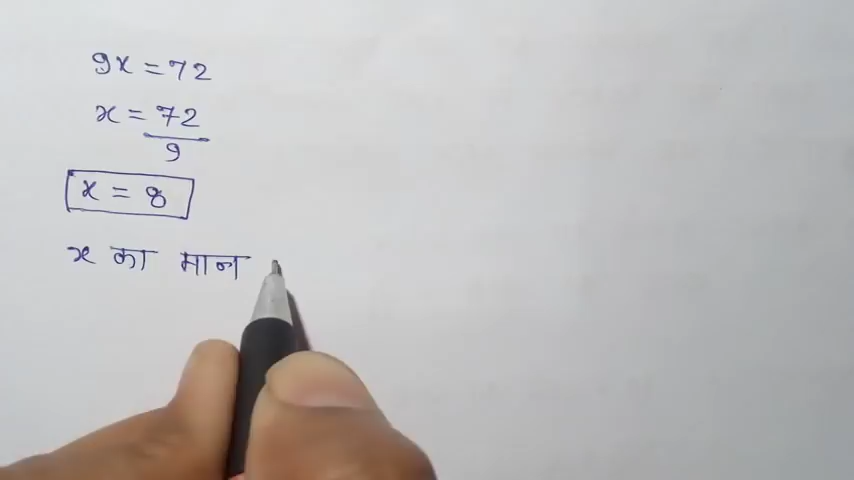 9x = 72
x = 72
9
x = 8
x का मान